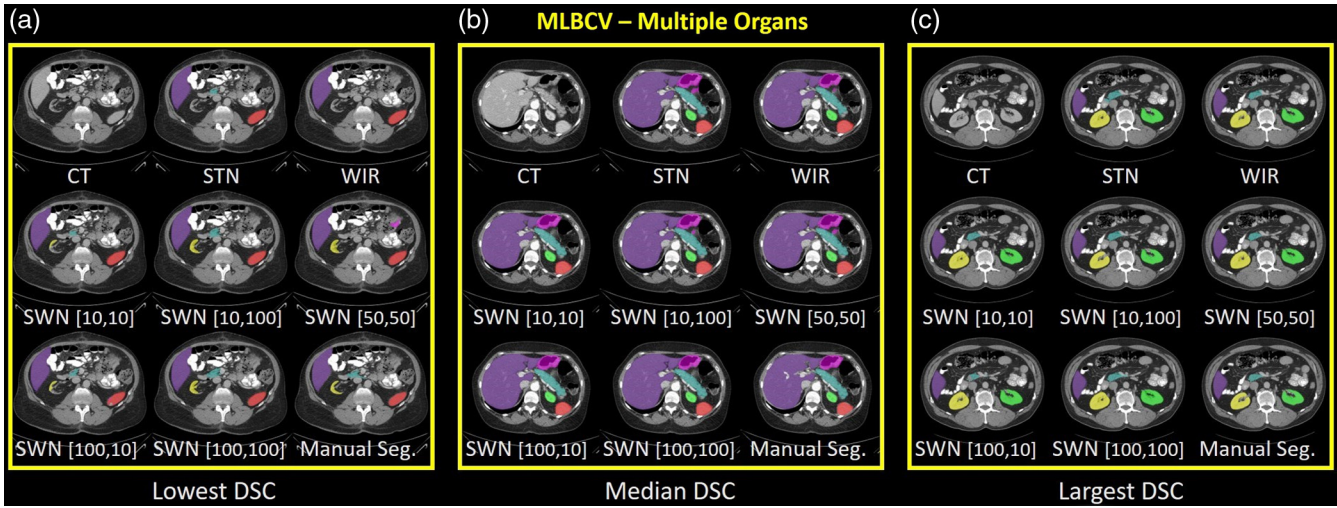 (a)
(b)
MLBCV – Multiple Organs
(c)
CT STN WIR
SWN [10,10] SWN [10,100] SWN [50,50]
SWN [100,10] SWN [100,100] Manual Seg.
Lowest DSC
CT STN WIR
SWN [10,10] SWN [10,100] SWN [50,50]
SWN [100,10] SWN [100,100] Manual Seg.
Median DSC
CT STN WIR
SWN [10,10] SWN [10,100] SWN [50,50]
SWN [100,10] SWN [100,100] Manual Seg.
Largest DSC